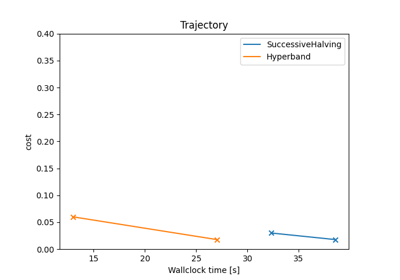 Trajectory
0.40
0.35
0.30
0.25
0.20
0.15
0.10
0.05
0.00
cost
SuccessiveHalving
Hyperband
15 20 25 30 35
Wallclock time [s]